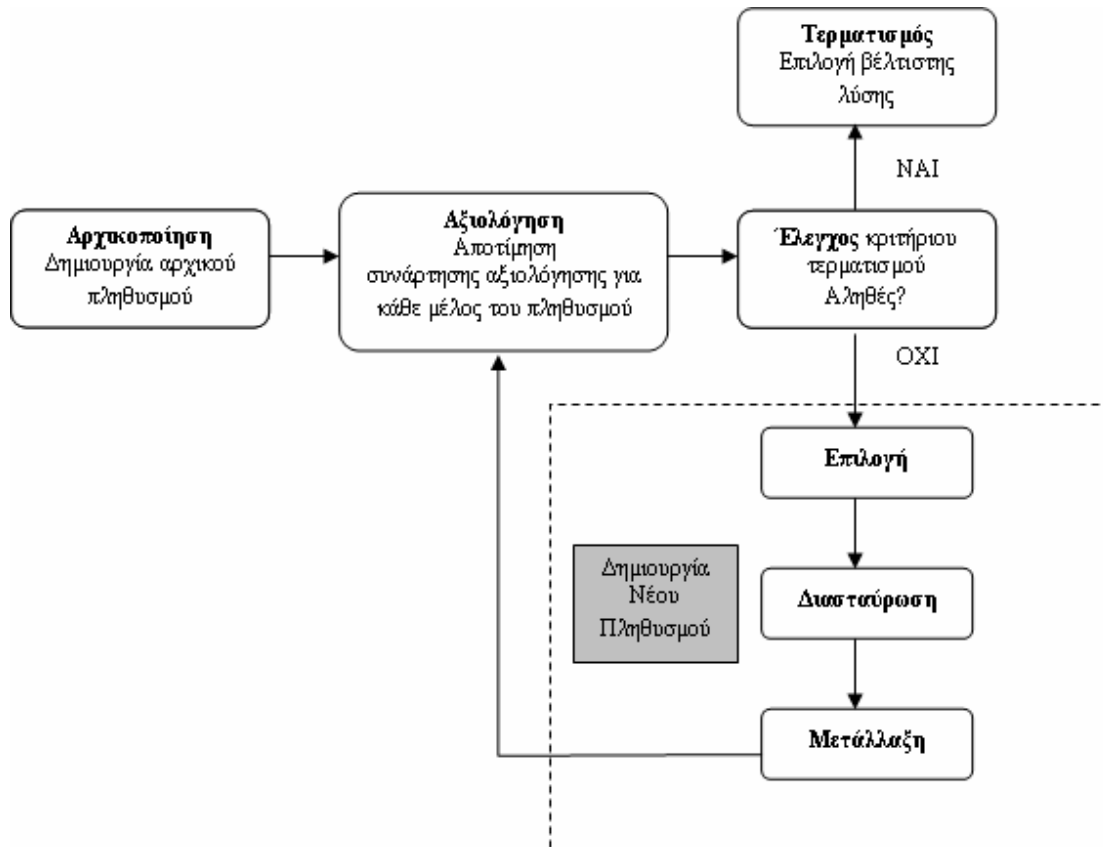 Τερματισμός
Επιλογή βέλτιστης
λύσης
ΝΑΙ
Αρχικοποίηση
Δημιουργία αρχικού
πληθυσμού
Αξιολόγηση
Αποτίμηση
συνάρτησης αξιολόγησης για
κάθε μέλος του πληθυσμού
Έλεγχος κριτήριου
τερματισμού
Αληθές?
ΟΧΙ
Επιλογή
Δημιουργία
Νέου
Πληθυσμού
Διασταύρωση
Μετάλλαξη